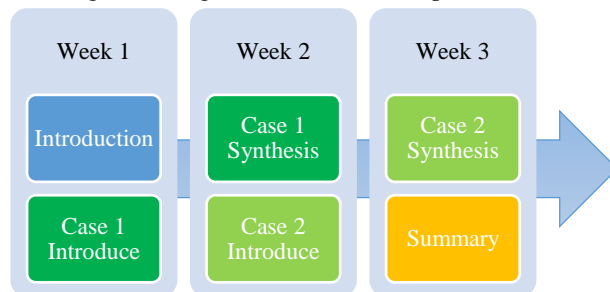 Week 1
Introduction
Case 1
Introduce
Week 2
Case 1
Synthesis
Case 2
Introduce
Week 3
Case 2
Synthesis
Summary